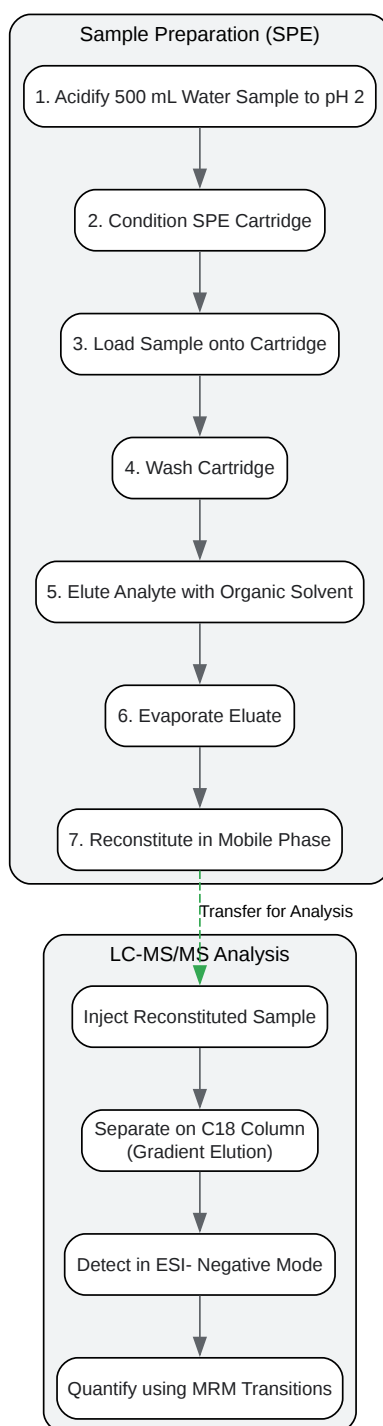 Sample Preparation (SPE)
1. Acidify 500 mL Water Sample to pH 2
2. Condition SPE Cartridge
3. Load Sample onto Cartridge
4. Wash Cartridge
5. Elute Analyte with Organic Solvent
6. Evaporate Eluate
7. Reconstitute in Mobile Phase
Transfer for Analysis
LC-MS/MS Analysis
Inject Reconstituted Sample
Separate on C18 Column
(Gradient Elution)
Detect in ESI- Negative Mode
Quantify using MRM Transitions